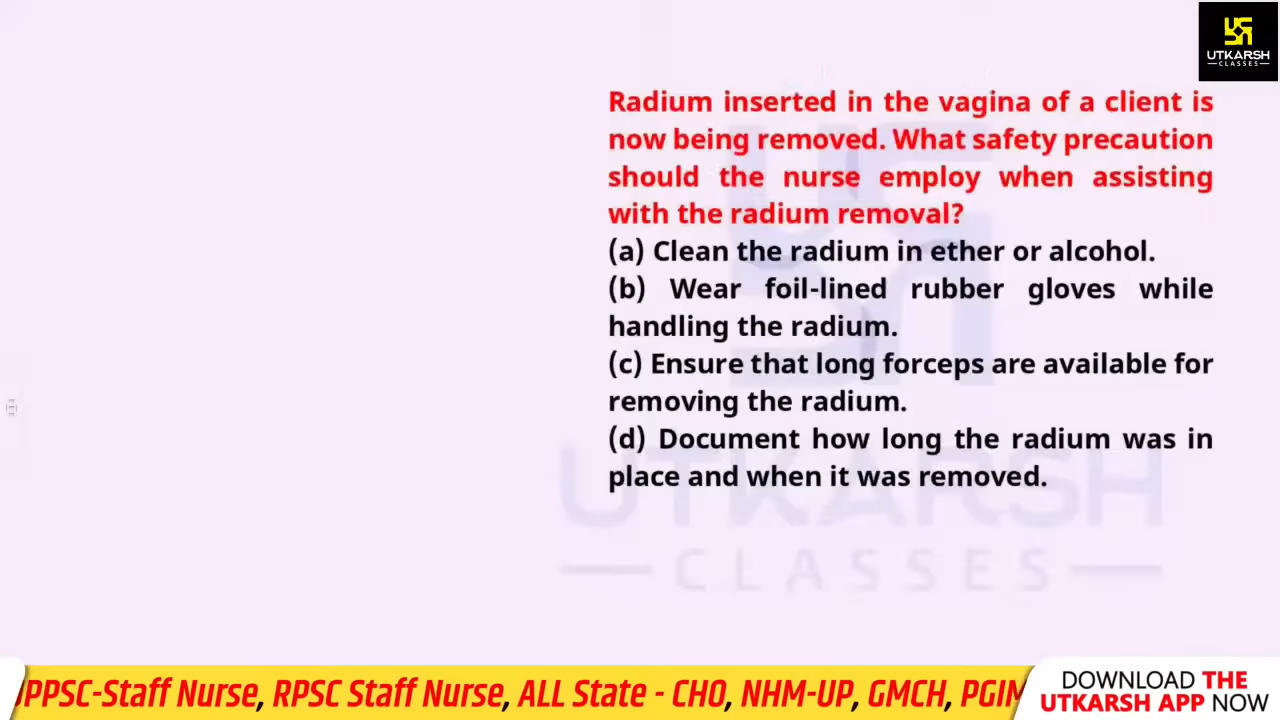 UTKARSH
CLASSES
Radium inserted in the vagina of a client is
now being removed. What safety precaution
should the nurse employ when assisting
with the radium removal?
(a) Clean the radium in ether or alcohol.
(b) Wear foil-lined rubber gloves while
handling the radium.
(c) Ensure that long forceps are available for
removing the radium.
(d) Document how long the radium was in
place and when it was removed.
UTKARSH
CLASSES
PPSC-Staff Nurse, RPSC Staff Nurse, ALL State - CHO, NHM-UP, GMCH, PGIM
DOWNLOAD THE
UTKARSH APP NOW